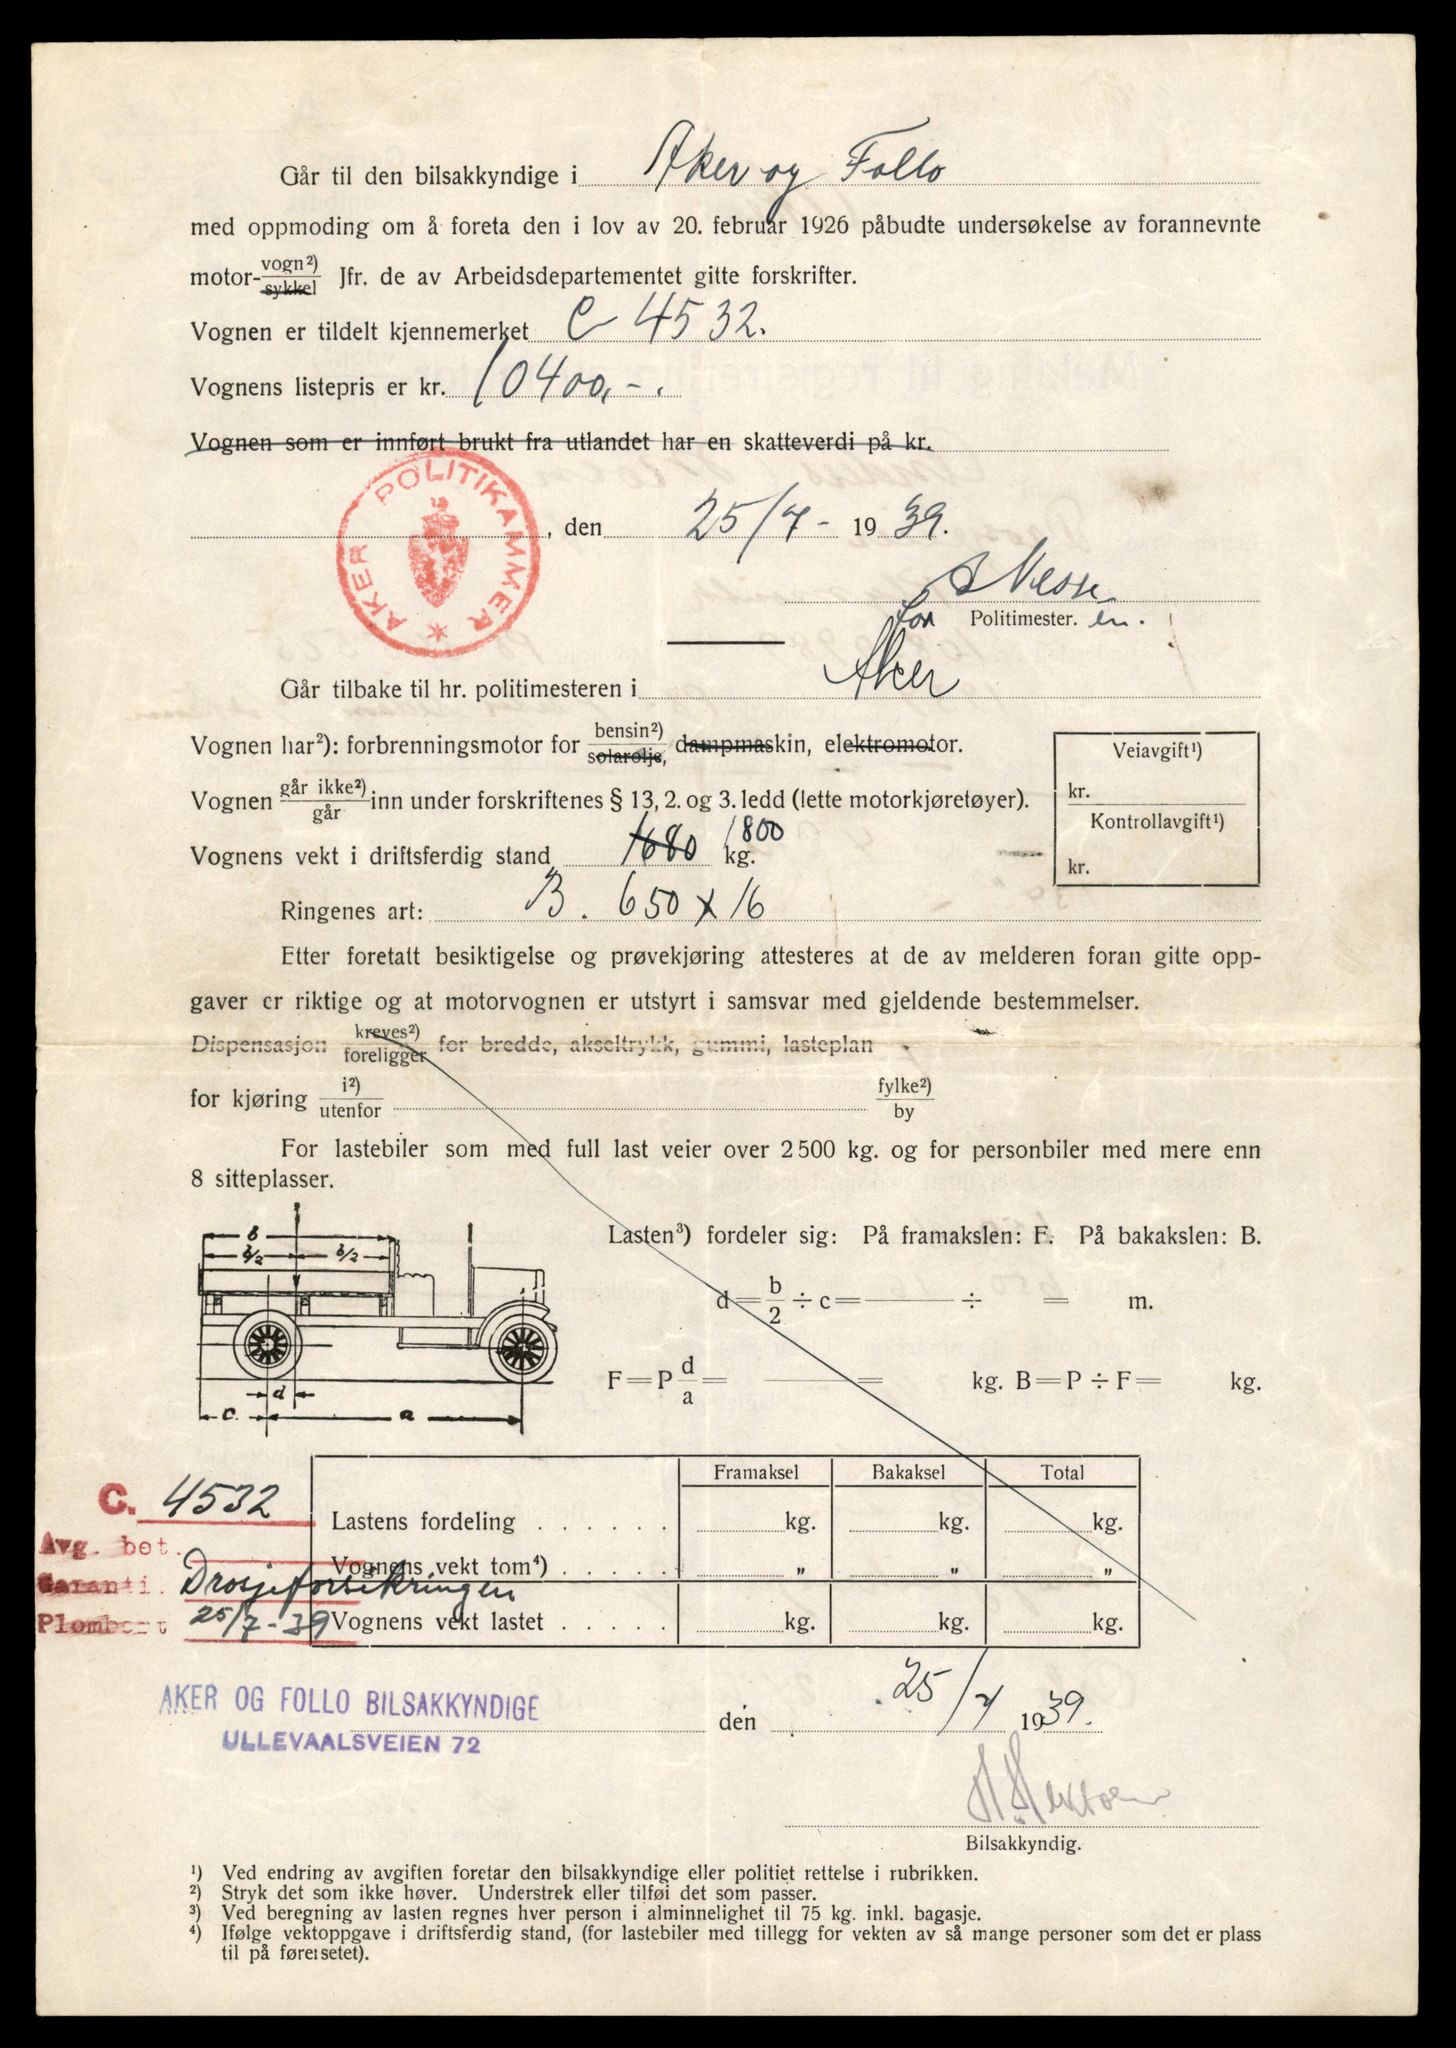 Går til den bilsakkyndige i Aker og Follo
med oppmoding om å foreta den i lov av 20. februar 1926 påbudte undersøkelse av forannevnte
motor- vogn²) / sykkel Jfr. de av Arbeidsdepartementet gitte forskrifter.
Vognen er tildelt kjennemerket C 4532.
Vognens listepris er kr. 10400,-.
Vognen som er innført brukt fra utlandet har en skatteverdi på kr.
AKER POLITIKAMMER *
, den 25/7- 1939.
for Politimester. en.
Går tilbake til hr. politimesteren i Aker
Vognen har²): forbrenningsmotor for bensin²) / solarolje, dampmaskin, elektromotor.
Veiavgift¹)
kr.
Vognen går ikke²) / går inn under forskriftenes § 13, 2. og 3. ledd (lette motorkjøretøyer).
Kontrollavgift¹)
kr.
Vognens vekt i driftsferdig stand 1680 1800 kg.
Ringenes art: B. 650 x 16
Etter foretatt besiktigelse og prøvekjøring attesteres at de av melderen foran gitte opp-
gaver er riktige og at motorvognen er utstyrt i samsvar med gjeldende bestemmelser.
Dispensasjon kreves²) / foreligger for bredde, akseltrykk, gummi, lasteplan
for kjøring i²) / utenfor fylke²) / by
For lastebiler som med full last veier over 2500 kg. og for personbiler med mere enn
8 sitteplasser.
b
b/2 b/2
d
c. a
Lasten³) fordeler sig: På framakslen: F. På bakakslen: B.
d = b/2 ÷ c = ÷ = m.
F = P d/a = = kg. B = P ÷ F = kg.
Framaksel Bakaksel Total
C. 4532
Lastens fordeling . . . . . . kg. kg. kg.
Avg. bet.
Vognens vekt tom⁴) . . . . . „ „ „
Garanti. Drosjeforsikringen
Plombert 25/7-39
Vognens vekt lastet . . . . . kg. kg. kg.
AKER OG FOLLO BILSAKKYNDIGE
ULLEVAALSVEIEN 72
den 25/7 1939.
Bilsakkyndig.
¹) Ved endring av avgiften foretar den bilsakkyndige eller politiet rettelse i rubrikken.
²) Stryk det som ikke høver. Understrek eller tilføi det som passer.
³) Ved beregning av lasten regnes hver person i alminnelighet til 75 kg. inkl. bagasje.
⁴) Ifølge vektoppgave i driftsferdig stand, (for lastebiler med tillegg for vekten av så mange personer som det er plass
til på førersetet).